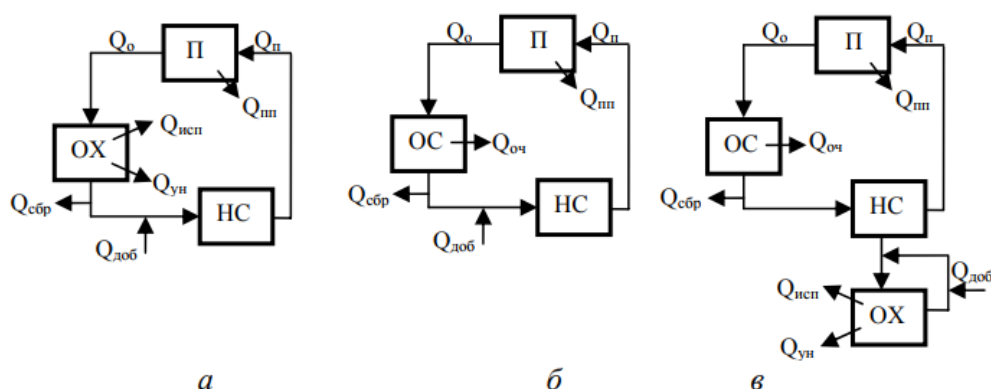 Qо П Qп
Qпп
ОХ Qисп
Qун
Qсбр НС
Qдоб
а
Qо П Qп
Qпп
ОС Qоч
Qсбр НС
Qдоб
б
Qо П Qп
Qпп
ОС Qоч
Qсбр НС
Qдоб
Qисп ОХ
Qун
в